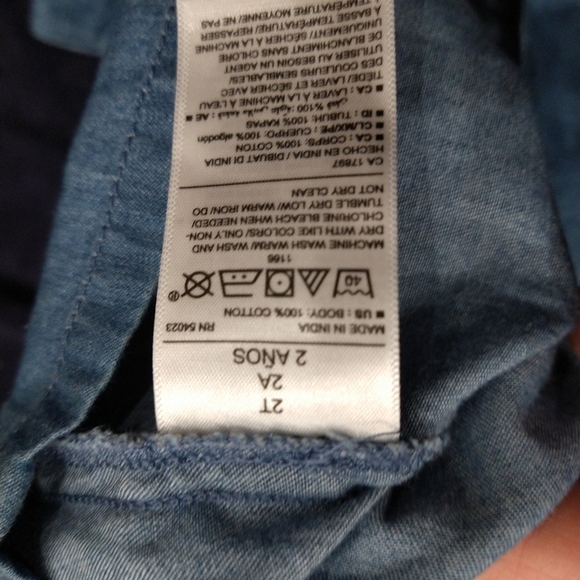 2T
2A
2 AÑOS
MADE IN INDIA RN 54023
■ US : BODY: 100% COTTON
40
1166
MACHINE WASH WARM/ WASH AND
DRY WITH LIKE COLORS/ ONLY NON-
CHLORINE BLEACH WHEN NEEDED/
TUMBLE DRY LOW/ WARM IRON/ DO
NOT DRY CLEAN
CA 17897
HECHO EN INDIA / DIBUAT DI INDIA
■ CA : CORPS: 100% COTON
■ CL/MX/PE : CUERPO: 100% algodón
■ ID : TUBUH: 100% KAPAS
■ AE :
■ CA : LAVER À LA MACHINE À L'EAU
TIÈDE/ LAVER ET SÉCHER AVEC
DES COULEURS SEMBLABLES/
UTILISER AU BESOIN UN AGENT
DE BLANCHIMENT SANS CHLORE
UNIQUEMENT/ SÉCHER À LA MACHINE
À BASSE TEMPÉRATURE/ REPASSER
À TEMPÉRATURE MOYENNE/ NE PAS